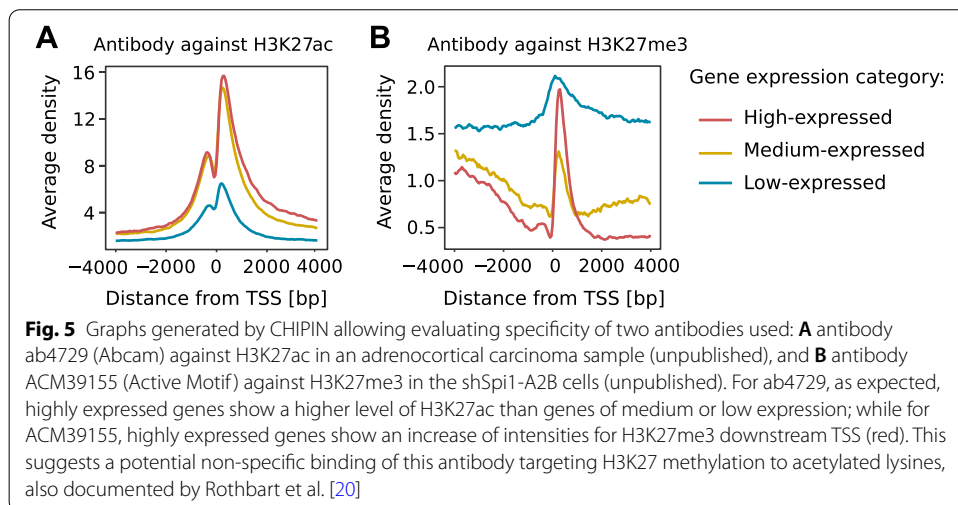 A Antibody against H3K27ac
B Antibody against H3K27me3
Average density
16
12
8
4
−4000 −2000 0 2000 4000
Distance from TSS [bp]
Average density
2.0
1.5
1.0
0.5
−4000 −2000 0 2000 4000
Distance from TSS [bp]
Gene expression category:
High-expressed
Medium-expressed
Low-expressed
Fig. 5 Graphs generated by CHIPIN allowing evaluating specificity of two antibodies used: A antibody
ab4729 (Abcam) against H3K27ac in an adrenocortical carcinoma sample (unpublished), and B antibody
ACM39155 (Active Motif) against H3K27me3 in the shSpi1-A2B cells (unpublished). For ab4729, as expected,
highly expressed genes show a higher level of H3K27ac than genes of medium or low expression; while for
ACM39155, highly expressed genes show an increase of intensities for H3K27me3 downstream TSS (red). This
suggests a potential non-specific binding of this antibody targeting H3K27 methylation to acetylated lysines,
also documented by Rothbart et al. [20]